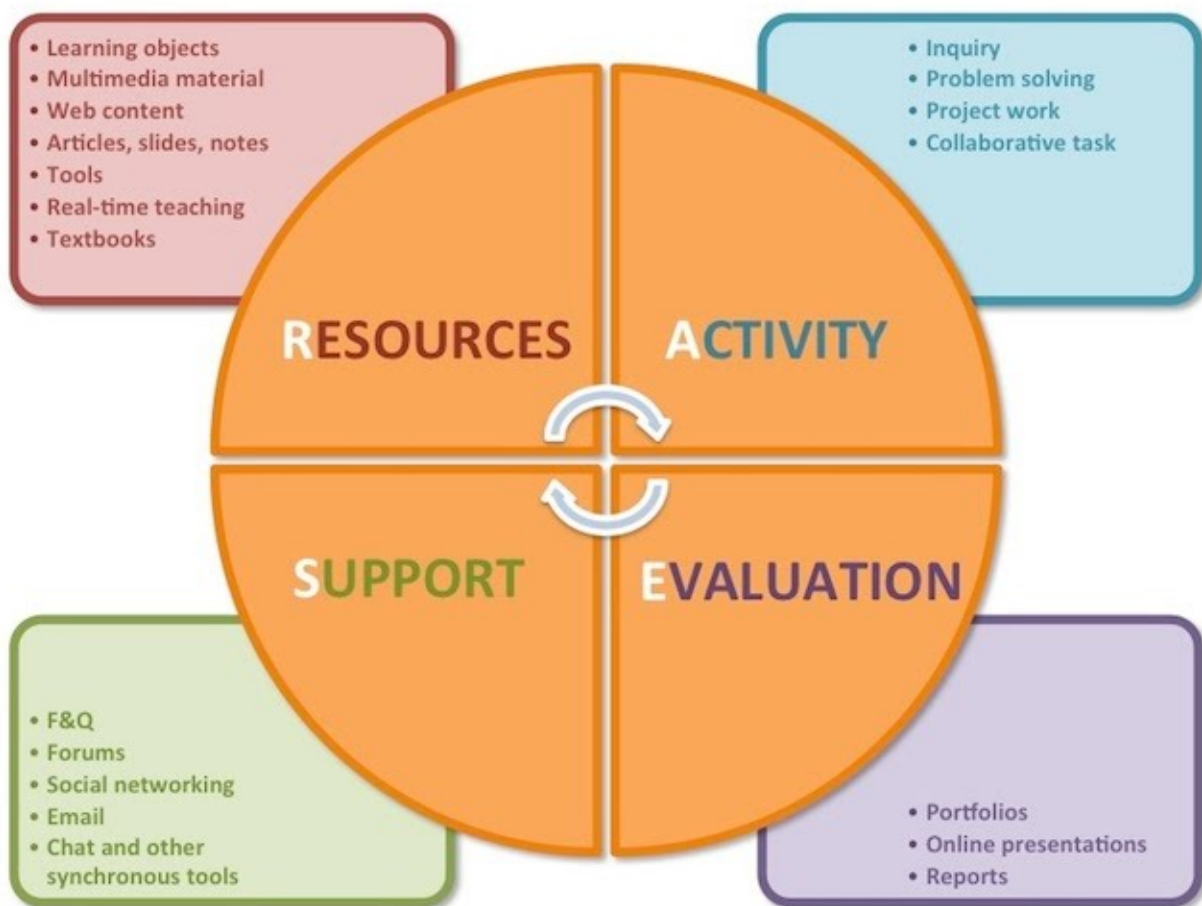 • Learning objects
• Multimedia material
• Web content
• Articles, slides, notes
• Tools
• Real-time teaching
• Textbooks
• Inquiry
• Problem solving
• Project work
• Collaborative task
RESOURCES
ACTIVITY
SUPPORT
EVALUATION
• F&Q
• Forums
• Social networking
• Email
• Chat and other
synchronous tools
• Portfolios
• Online presentations
• Reports